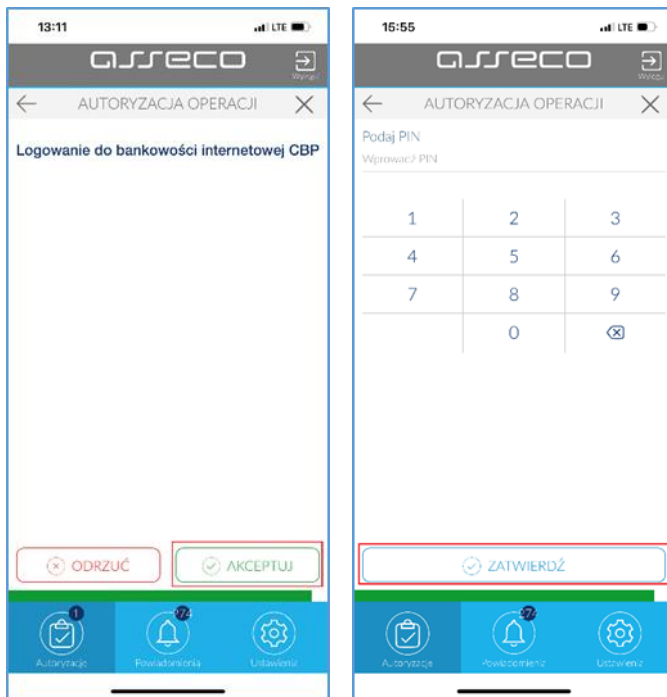 13:11
LTE
asseco
Wyloguj
AUTORYZACJA OPERACJI
Logowanie do bankowości internetowej CBP
ODRZUĆ
AKCEPTUJ
1
Autoryzacje
Powiadomienia
Ustawienia
15:55
LTE
asseco
Wyloguj
AUTORYZACJA OPERACJI
Podaj PIN
Wprowadź PIN
1 2 3
4 5 6
7 8 9
0
ZATWIERDŹ
Autoryzacje
Powiadomienia
Ustawienia